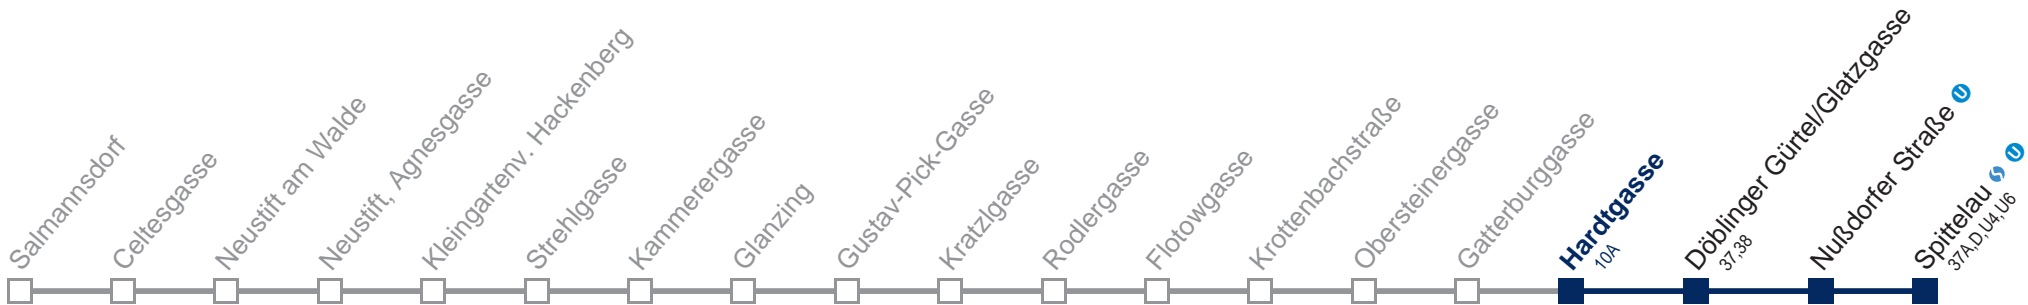 Salmannsdorf
Celtesgasse
Neustift am Walde
Neustift, Agnesgasse
Kleingartenv. Hackenberg
Strehlgasse
Kammerergasse
Glanzing
Gustav-Pick-Gasse
Kratzlgasse
Rodlergasse
Flotowgasse
Krottenbachstraße
Obersteinergasse
Gatterburggasse
Hardtgasse
10A
Döblinger Gürtel/Glatzgasse
37,38
Nußdorfer Straße U
Spittelau S U
37A,D,U4,U6